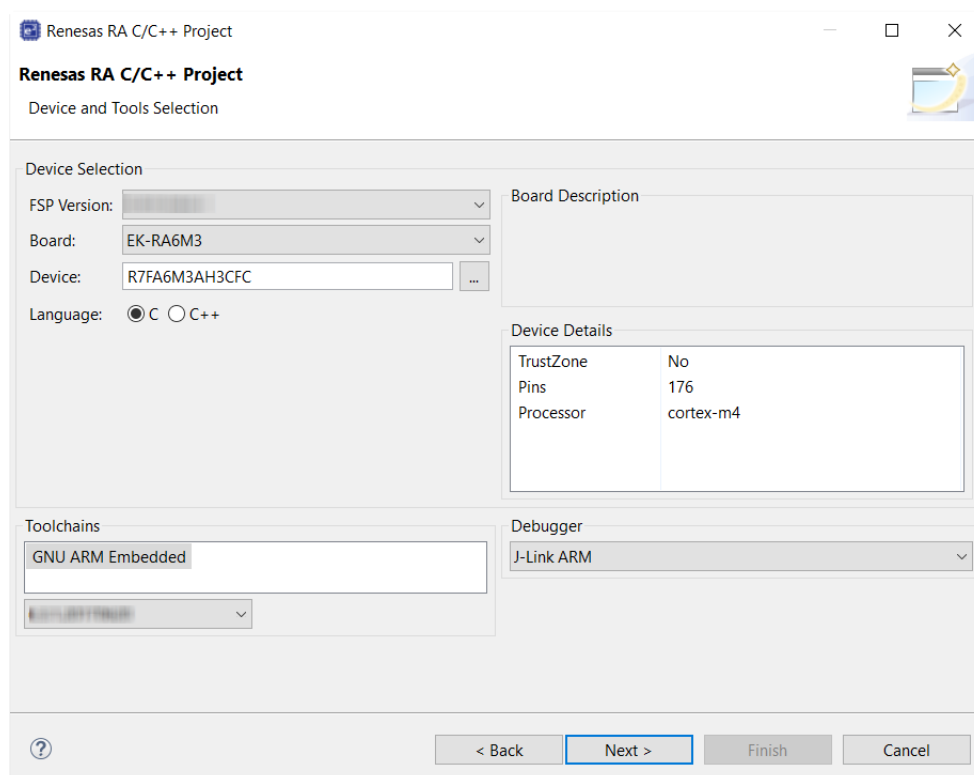 Renesas RA C/C++ Project
Renesas RA C/C++ Project
Device and Tools Selection
Device Selection
FSP Version:
Board: EK-RA6M3
Device: R7FA6M3AH3CFC ...
Language: C C++
Board Description
Device Details
TrustZone No
Pins 176
Processor cortex-m4
Toolchains
GNU ARM Embedded
Debugger
J-Link ARM
? < Back Next > Finish Cancel